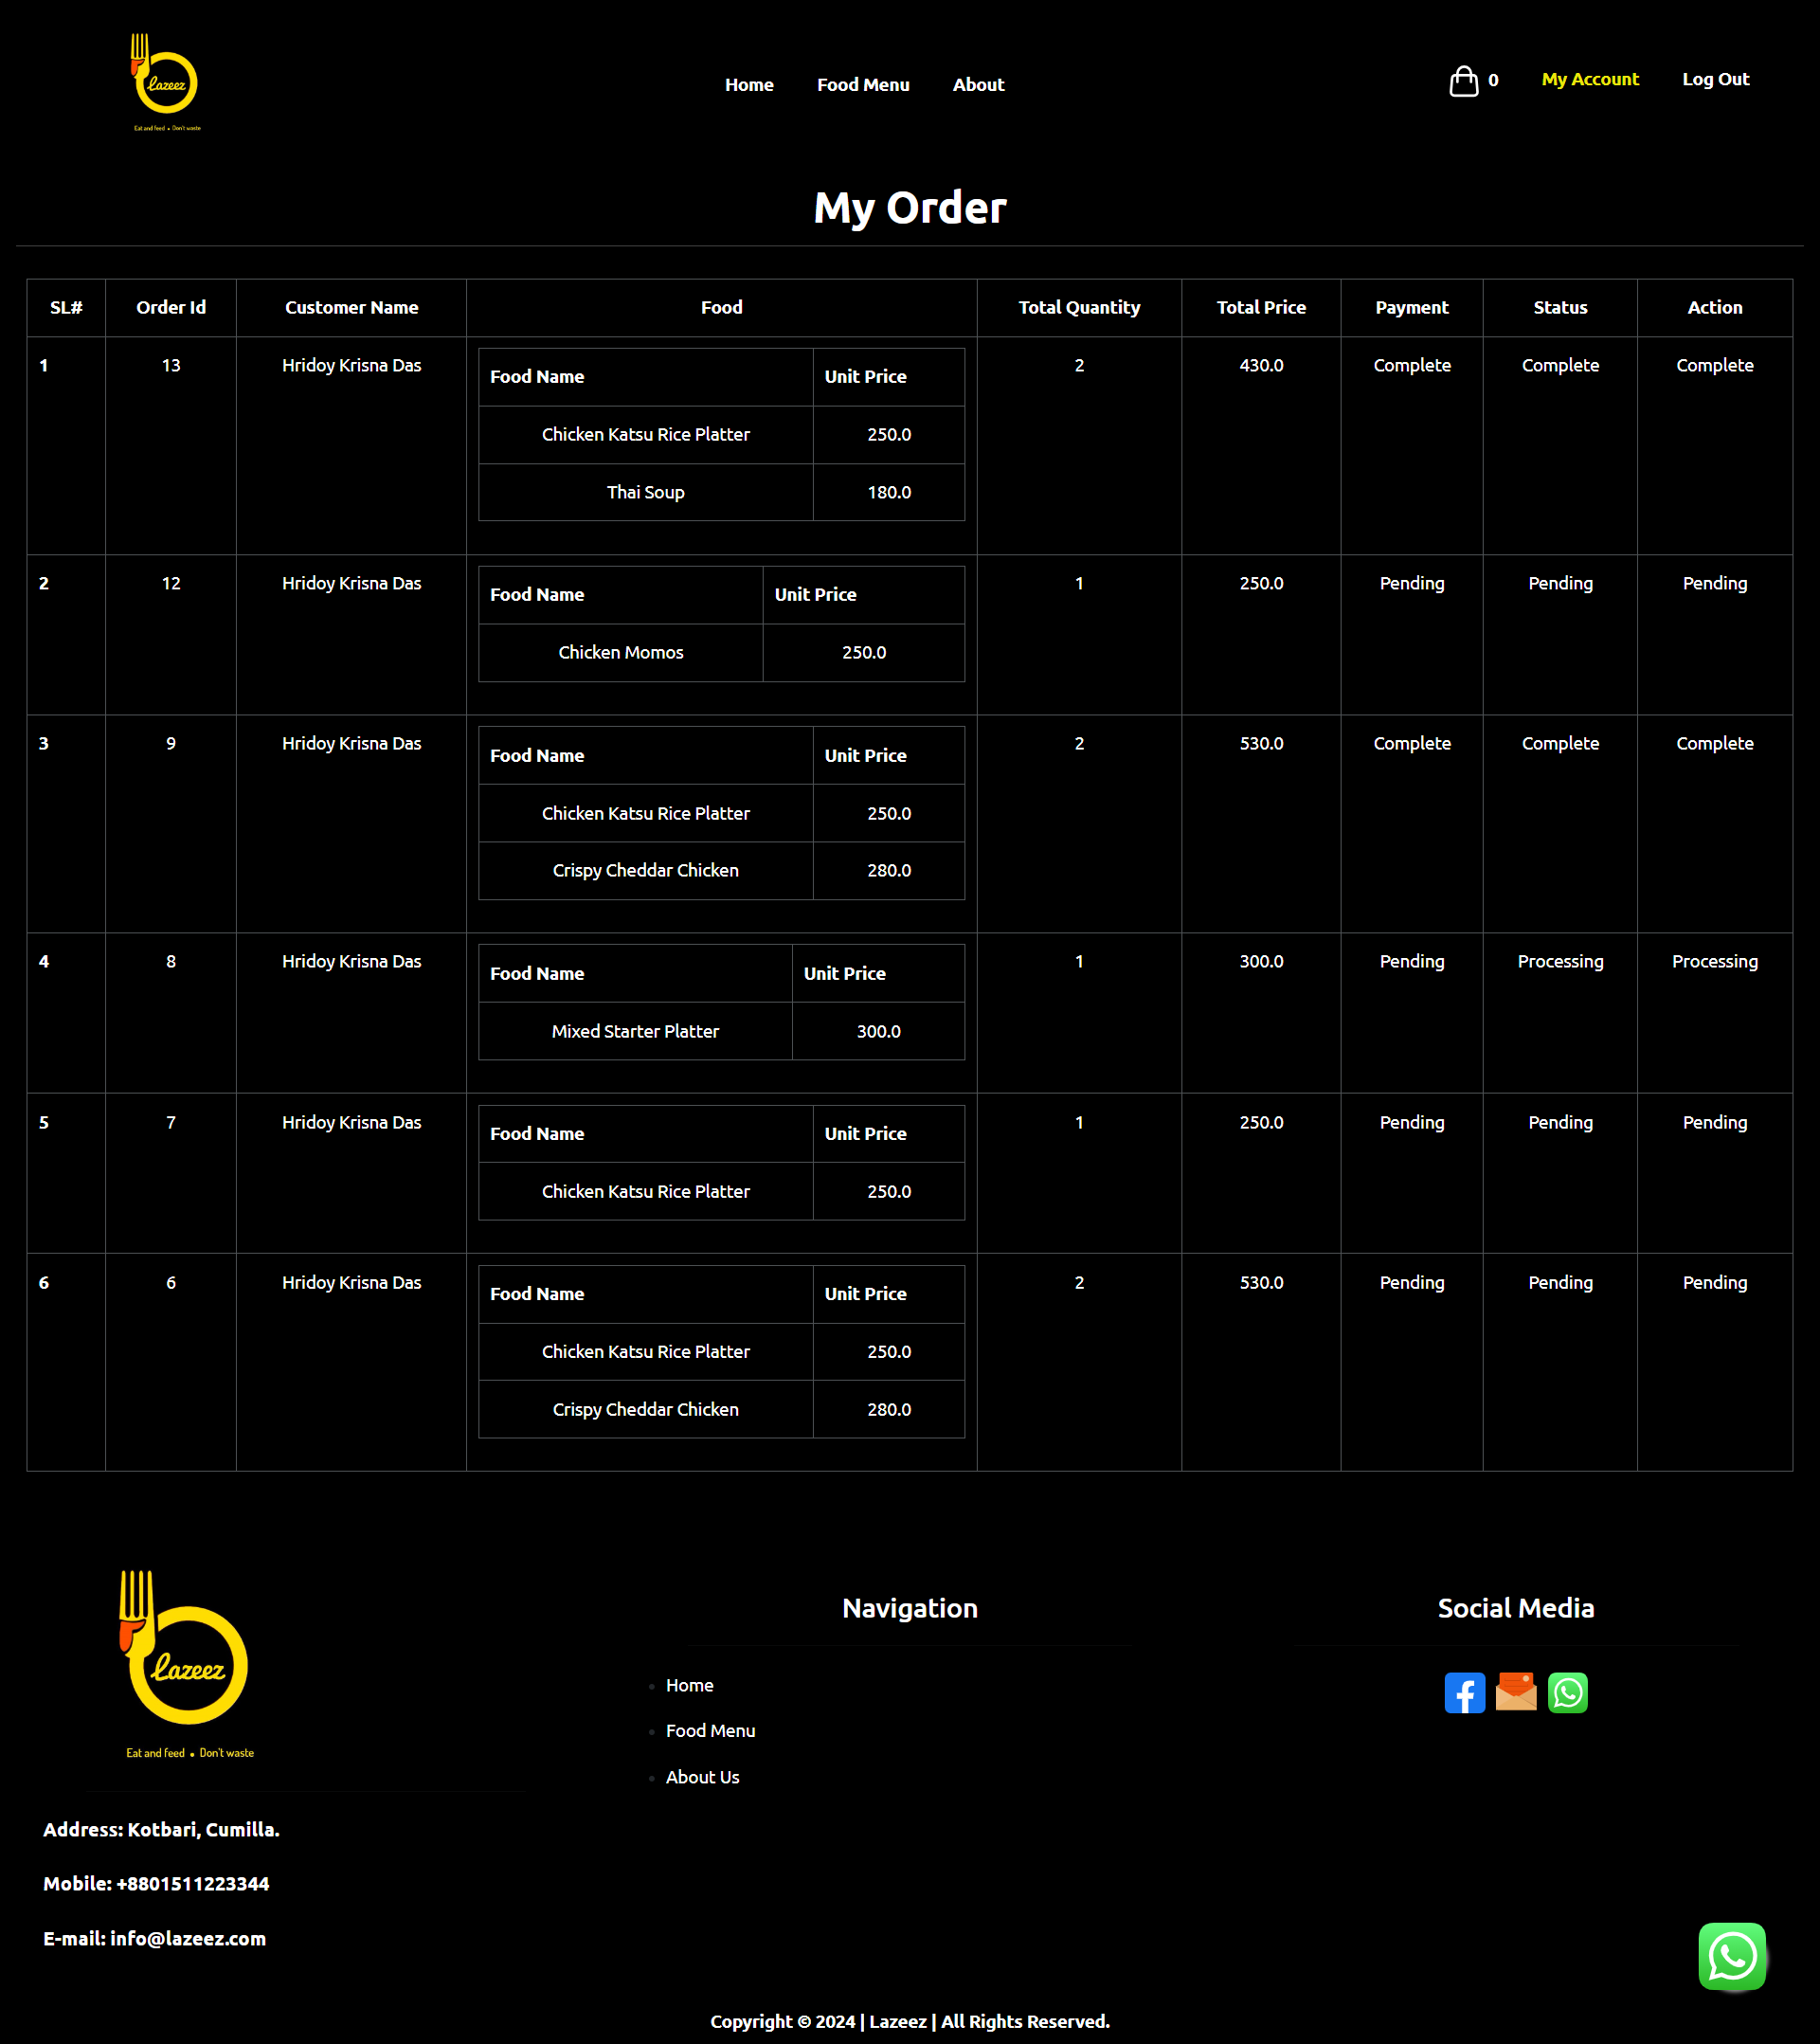 lazeez
Eat and feed • Don't waste
Home Food Menu About
0 My Account Log Out
My Order
SL# Order Id Customer Name Food Total Quantity Total Price Payment Status Action
1 13 Hridoy Krisna Das 2 430.0 Complete Complete Complete
Food Name Unit Price
Chicken Katsu Rice Platter 250.0
Thai Soup 180.0
2 12 Hridoy Krisna Das 1 250.0 Pending Pending Pending
Food Name Unit Price
Chicken Momos 250.0
3 9 Hridoy Krisna Das 2 530.0 Complete Complete Complete
Food Name Unit Price
Chicken Katsu Rice Platter 250.0
Crispy Cheddar Chicken 280.0
4 8 Hridoy Krisna Das 1 300.0 Pending Processing Processing
Food Name Unit Price
Mixed Starter Platter 300.0
5 7 Hridoy Krisna Das 1 250.0 Pending Pending Pending
Food Name Unit Price
Chicken Katsu Rice Platter 250.0
6 6 Hridoy Krisna Das 2 530.0 Pending Pending Pending
Food Name Unit Price
Chicken Katsu Rice Platter 250.0
Crispy Cheddar Chicken 280.0
lazeez
Eat and feed • Don't waste
Address: Kotbari, Cumilla.
Mobile: +8801511223344
E-mail: info@lazeez.com
Navigation
Home
Food Menu
About Us
Social Media
Copyright © 2024 | Lazeez | All Rights Reserved.